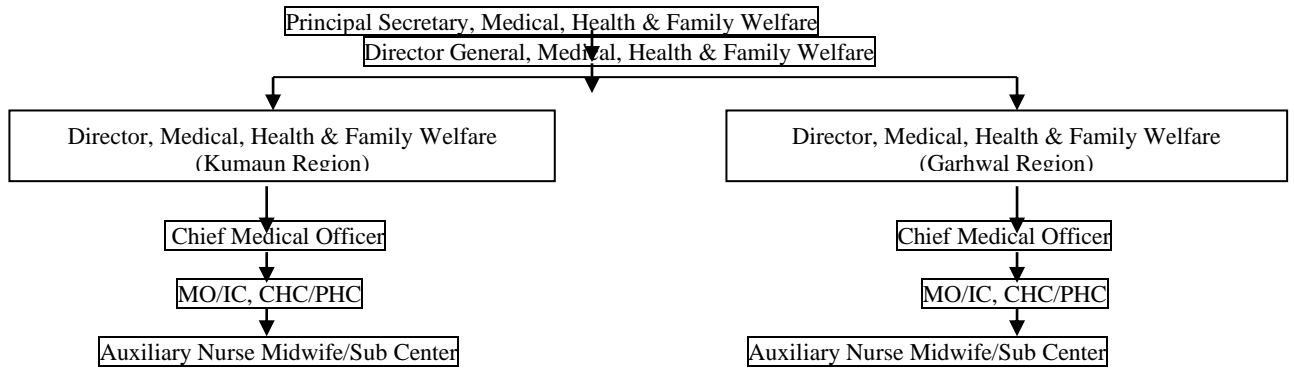 Principal Secretary, Medical, Health & Family Welfare
Director General, Medical, Health & Family Welfare
Director, Medical, Health & Family Welfare
(Kumaun Region)
Director, Medical, Health & Family Welfare
(Garhwal Region)
Chief Medical Officer
Chief Medical Officer
MO/IC, CHC/PHC
MO/IC, CHC/PHC
Auxiliary Nurse Midwife/Sub Center
Auxiliary Nurse Midwife/Sub Center